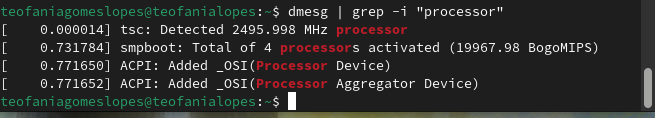 teofaniagomeslopes@teofanialopes:~$ dmesg | grep -i "processor"
[    0.000014] tsc: Detected 2495.998 MHz processor
[    0.731784] smpboot: Total of 4 processors activated (19967.98 BogoMIPS)
[    0.771650] ACPI: Added _OSI(Processor Device)
[    0.771652] ACPI: Added _OSI(Processor Aggregator Device)
teofaniagomeslopes@teofanialopes:~$